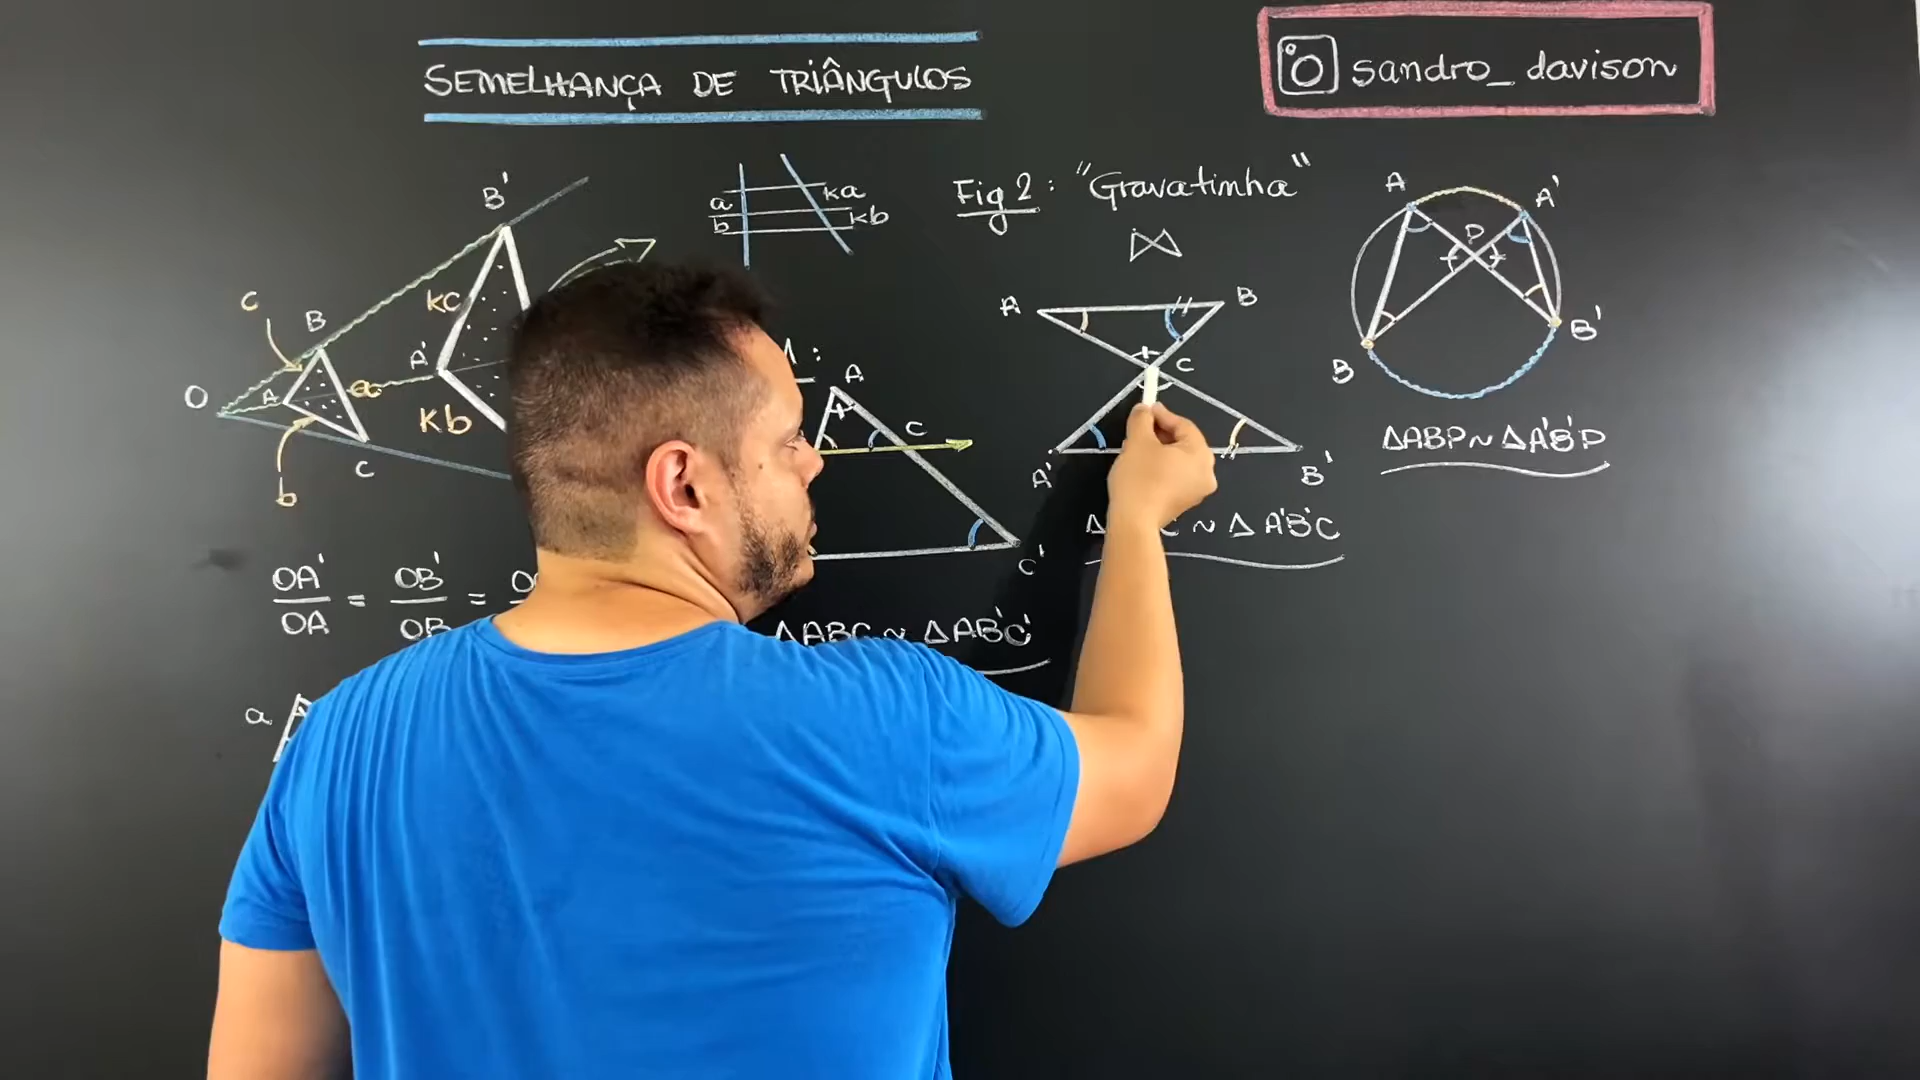 SEMELHANÇA DE TRIÂNGULOS
sandro_davison
B'
C
B
KC
A'
O
A
a
Kb
C
b
a
b
ka
kb
Fig 2: "Gravatinha"
A
B
C
A'
B'
A
A'
P
B
B'
ΔABP ~ ΔA'B'P
1:
A
C
C'
~ Δ A'B'C
OA'/OA = OB'/OB =
ΔABC ~ ΔAB'C'
a